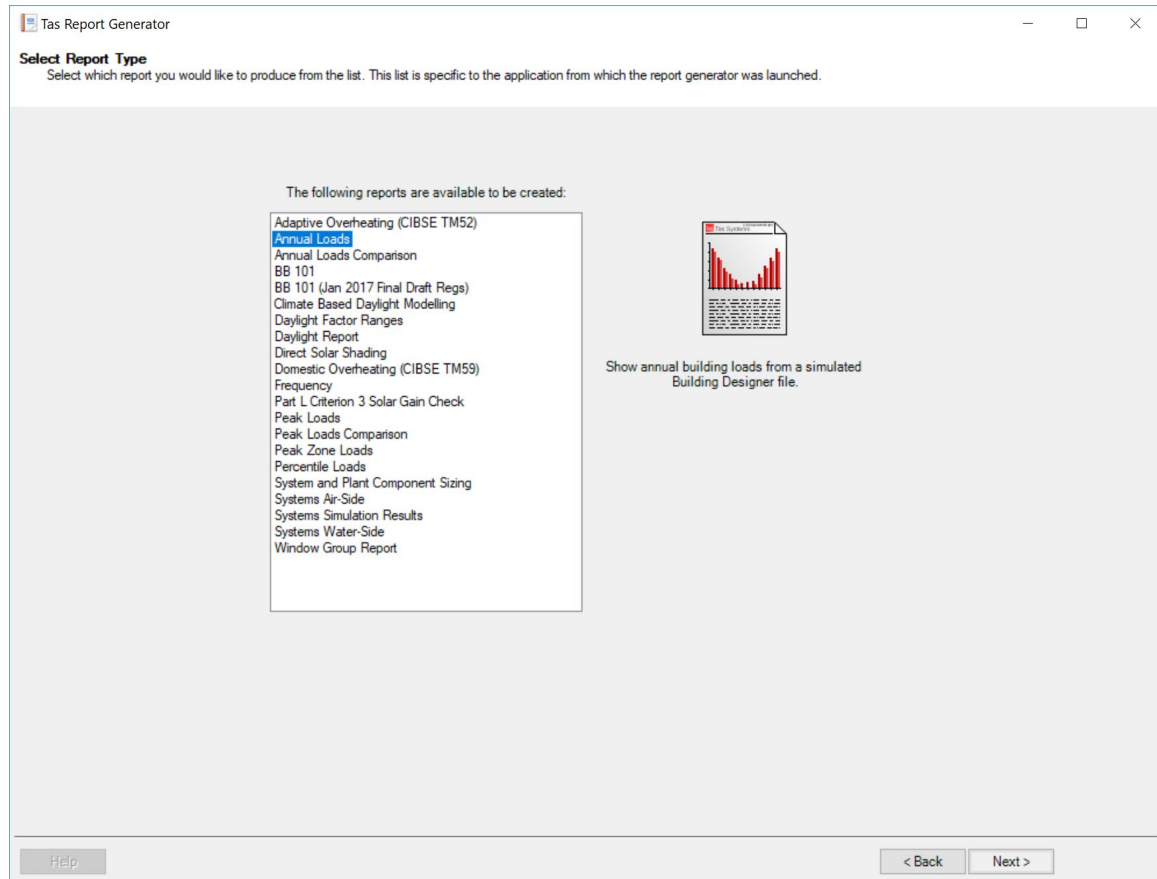 Tas Report Generator
Select Report Type
Select which report you would like to produce from the list. This list is specific to the application from which the report generator was launched.
The following reports are available to be created:
Adaptive Overheating (CIBSE TM52)
Annual Loads
Annual Loads Comparison
BB 101
BB 101 (Jan 2017 Final Draft Regs)
Climate Based Daylight Modelling
Daylight Factor Ranges
Daylight Report
Direct Solar Shading
Domestic Overheating (CIBSE TM59)
Frequency
Part L Criterion 3 Solar Gain Check
Peak Loads
Peak Loads Comparison
Peak Zone Loads
Percentile Loads
System and Plant Component Sizing
Systems Air-Side
Systems Simulation Results
Systems Water-Side
Window Group Report
Tas Systems
Show annual building loads from a simulated
Building Designer file.
Help
< Back
Next >